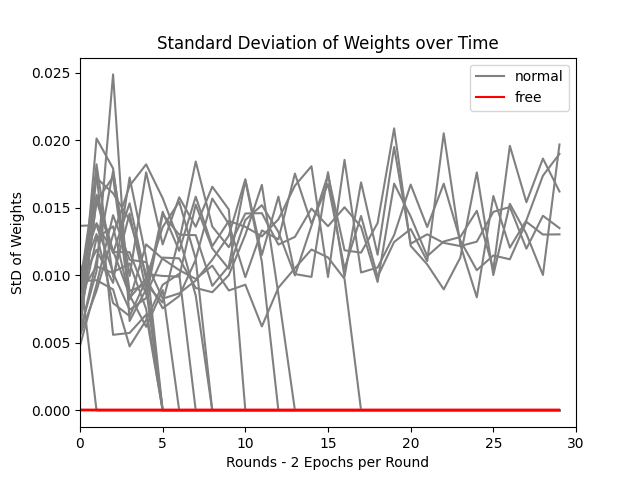 Standard Deviation of Weights over Time
StD of Weights
0.025
0.020
0.015
0.010
0.005
0.000
normal
free
0 5 10 15 20 25 30
Rounds - 2 Epochs per Round